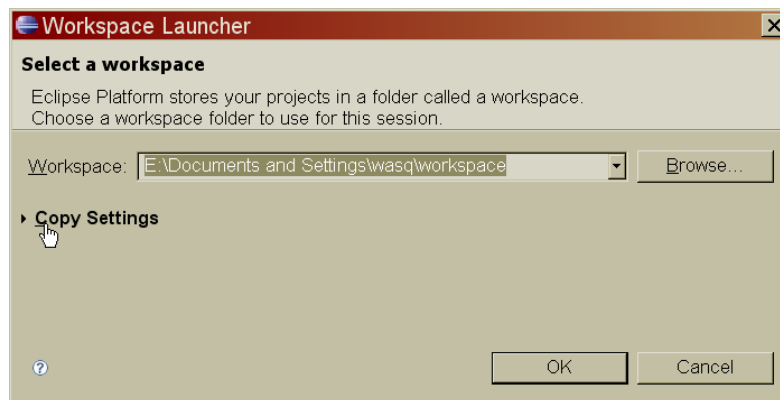 Workspace Launcher
Select a workspace
Eclipse Platform stores your projects in a folder called a workspace.
Choose a workspace folder to use for this session.
Workspace: E:\Documents and Settings\wasq\workspace Browse...
Copy Settings
? OK Cancel